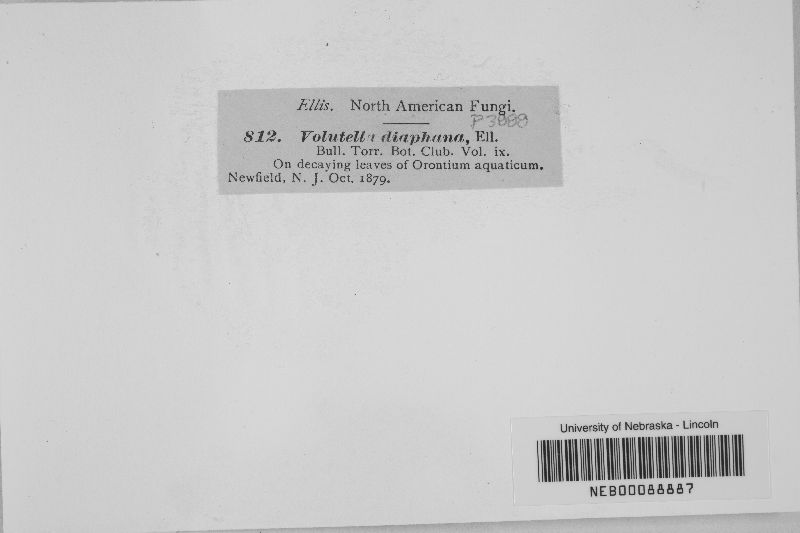 Ellis. North American Fungi.
812. Volutella diaphana, Ell.
Bull. Torr. Bot. Club. Vol. ix.
On decaying leaves of Orontium aquaticum.
Newfield, N. J. Oct. 1879.
University of Nebraska - Lincoln
NEB00088887